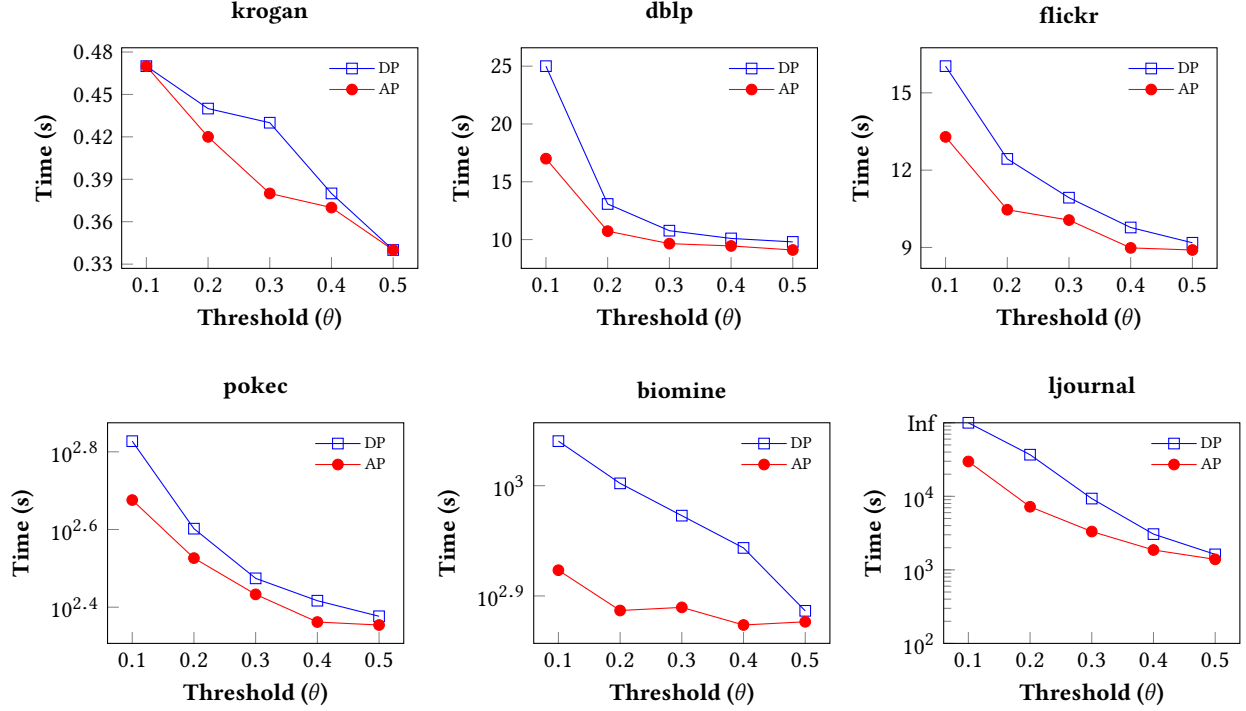 krogan
0.48
0.45
0.42
0.39
0.36
0.33
Time (s)
DP
AP
0.1 0.2 0.3 0.4 0.5
Threshold (θ)
dblp
25
20
15
10
Time (s)
DP
AP
0.1 0.2 0.3 0.4 0.5
Threshold (θ)
flickr
15
12
9
Time (s)
DP
AP
0.1 0.2 0.3 0.4 0.5
Threshold (θ)
pokec
10^2.8
10^2.6
10^2.4
Time (s)
DP
AP
0.1 0.2 0.3 0.4 0.5
Threshold (θ)
biomine
10^3
10^2.9
Time (s)
DP
AP
0.1 0.2 0.3 0.4 0.5
Threshold (θ)
ljournal
Inf
10^4
10^3
10^2
Time (s)
DP
AP
0.1 0.2 0.3 0.4 0.5
Threshold (θ)